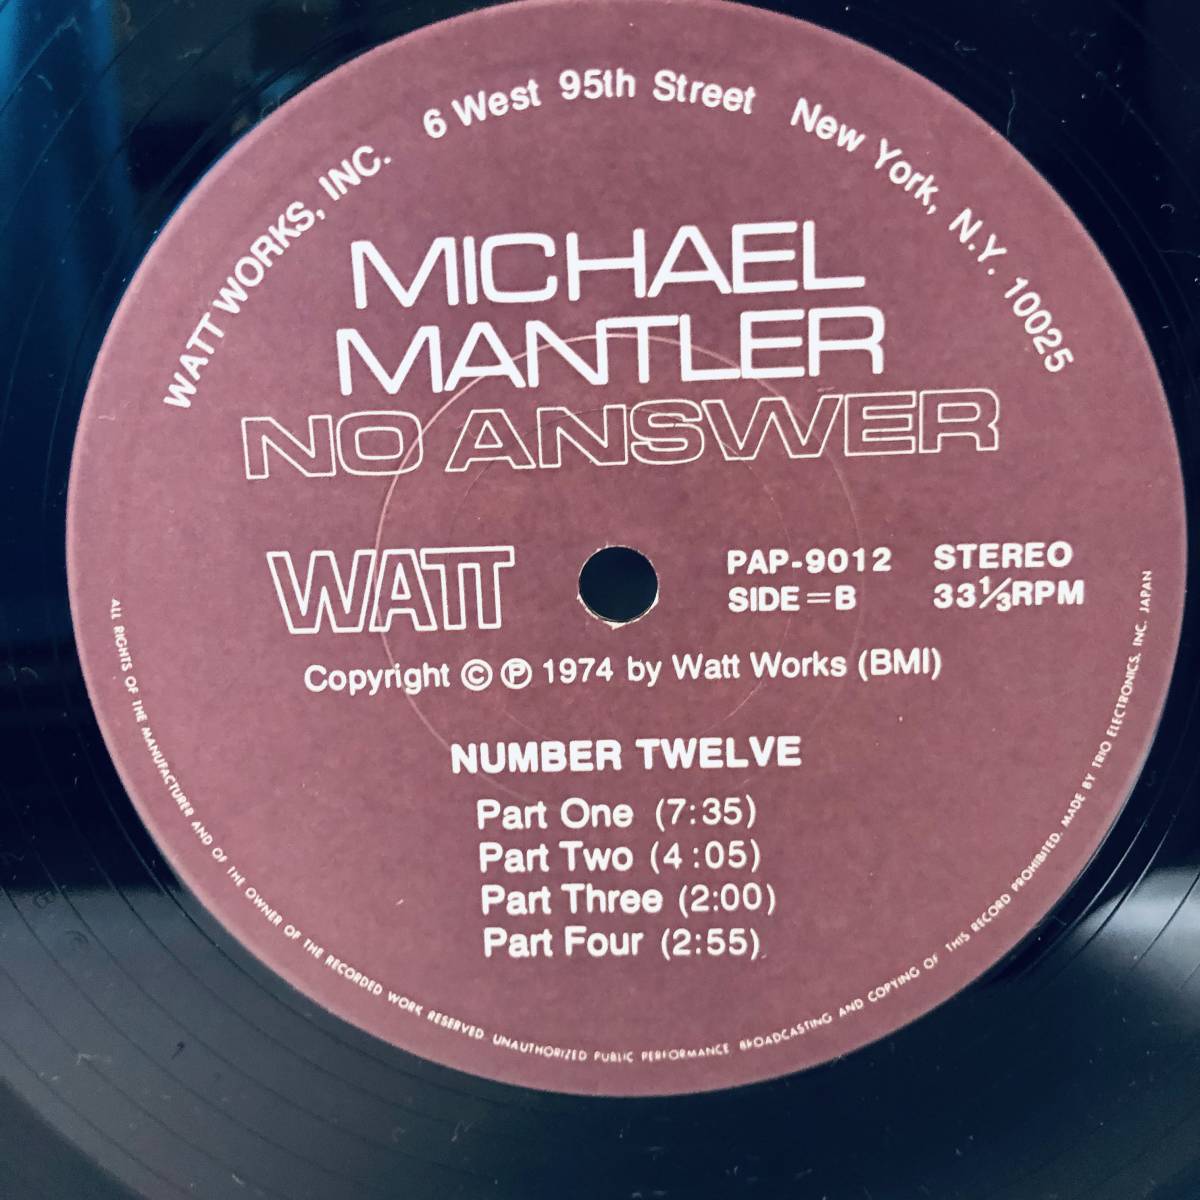 WATT WORKS, INC. 6 West 95th Street New York, N.Y. 10025
MICHAEL
MANTLER
NO ANSWER
WATT
PAP-9012 STEREO
SIDE=B 33⅓RPM
Copyright © ℗ 1974 by Watt Works (BMI)
NUMBER TWELVE
Part One (7:35)
Part Two (4:05)
Part Three (2:00)
Part Four (2:55)
ALL RIGHTS OF THE MANUFACTURER AND OF THE OWNER OF THE RECORDED WORK RESERVED. UNAUTHORIZED PUBLIC PERFORMANCE BROADCASTING AND COPYING OF THIS RECORD PROHIBITED. MADE BY TRIO ELECTRONICS, INC. JAPAN